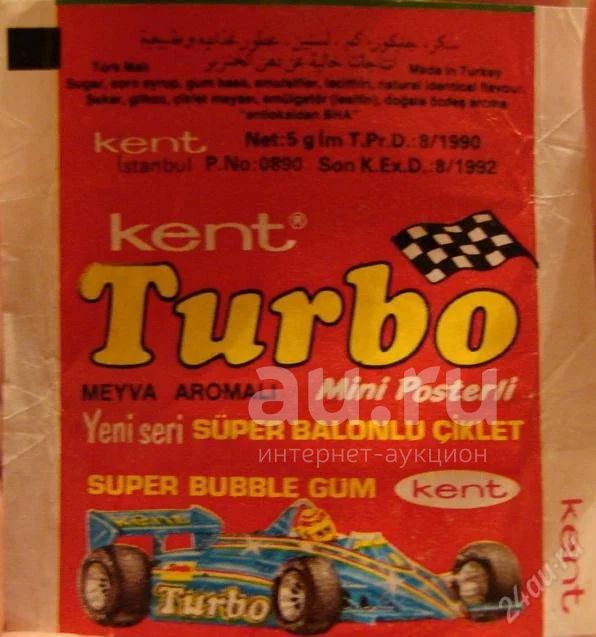 Türk Malı Made in Turkey
Sugar, corn syrup, gum base, emulsifier, lecithin, natural identical flavour
Şeker, glikoz, çiklet mayası, emülgatör (lesitin), doğala özdeş aroma
"antioksidan BHA"
kent Net:5 g İm T.Pr.D.:8/1990
İstanbul P.No:0890 Son K.Ex.D.:8/1992
kent®
Turbo
MEYVA AROMALI Mini Posterli
au.ru
Yeni seri SÜPER BALONLU ÇİKLET
интернет-аукцион
SUPER BUBBLE GUM kent
kent
Turbo
kent
24au.ru